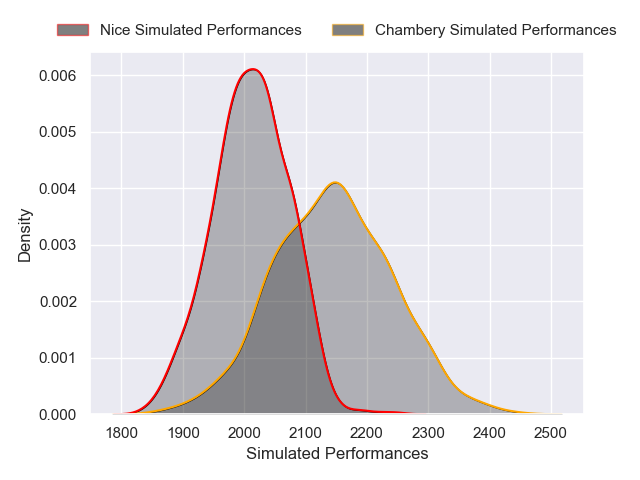 Nice Simulated Performances
Chambery Simulated Performances
0.006
0.005
0.004
0.003
0.002
0.001
0.000
Density
1800 1900 2000 2100 2200 2300 2400 2500
Simulated Performances